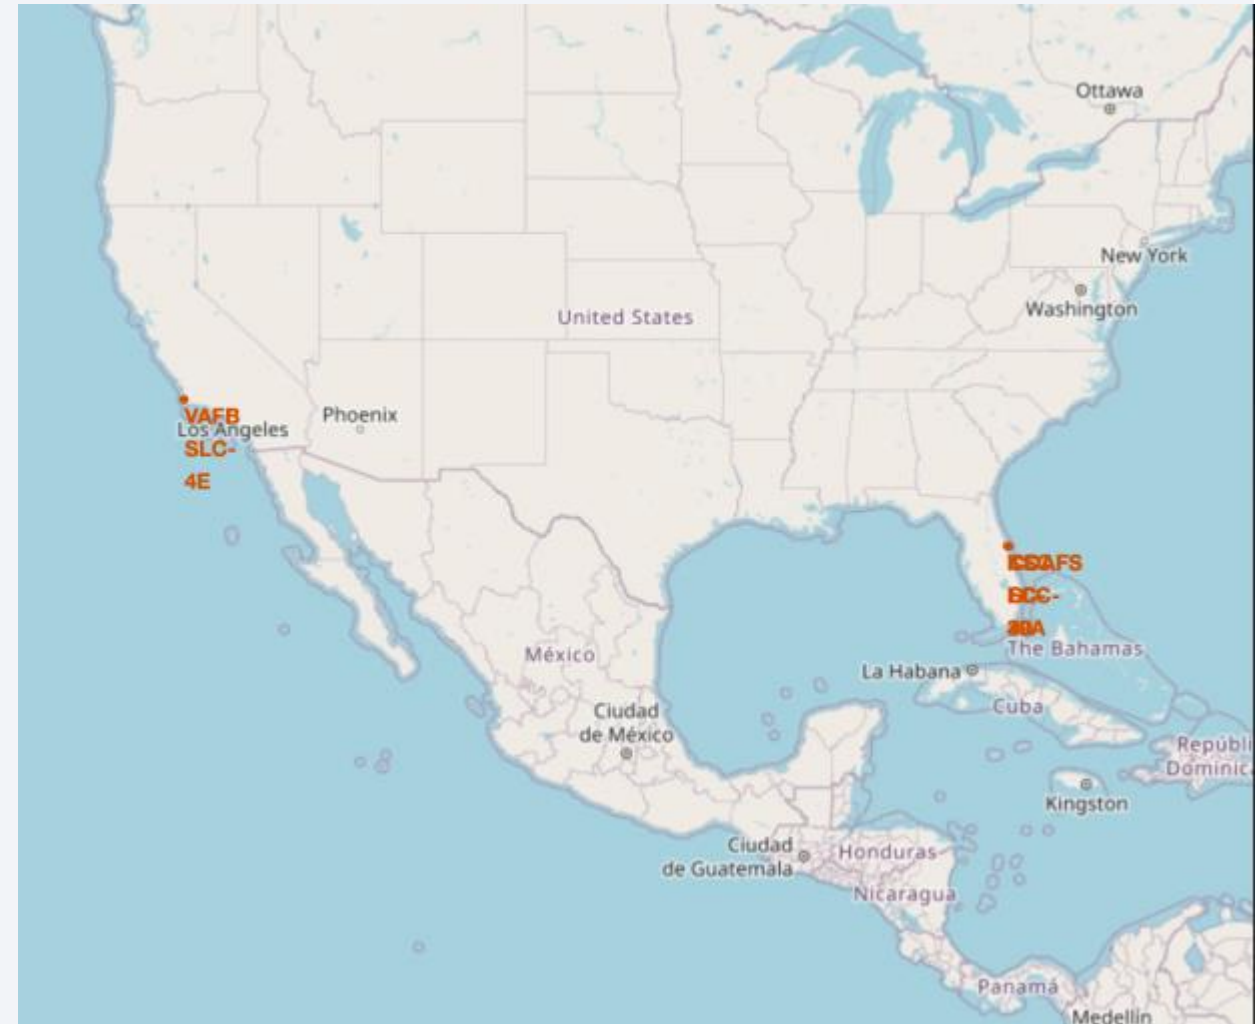 Ottawa
New York
Washington
United States
VAFB
Los Angeles
SLC-
4E
Phoenix
The Bahamas
México
La Habana
Cuba
Ciudad
de México
Repúbli
Dominic
Kingston
Ciudad
de Guatemala
Honduras
Nicaragua
Panamá
Medellín